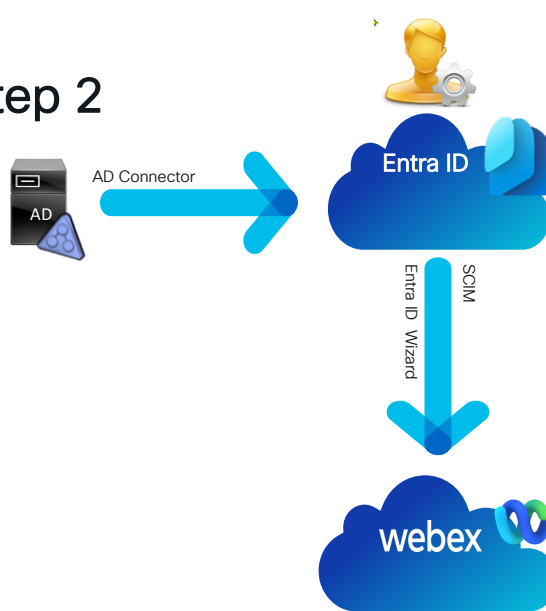 tep 2
AD Connector
AD
Entra ID
Entra ID Wizard
SCIM
webex